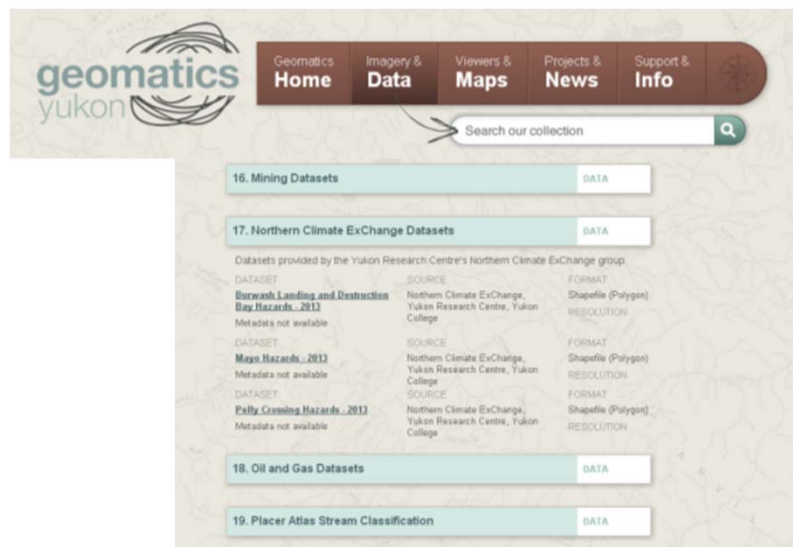 geomatics
yukon
Geomatics
Home
Imagery &
Data
Viewers &
Maps
Projects &
News
Support &
Info
Search our collection
16. Mining Datasets DATA
17. Northern Climate ExChange Datasets DATA
Datasets provided by the Yukon Research Centre's Northern Climate ExChange group.
DATASET SOURCE FORMAT
Burwash Landing and Destruction Northern Climate ExChange, Shapefile (Polygon)
Bay Hazards - 2013 Yukon Research Centre, Yukon RESOLUTION
Metadata not available College
DATASET SOURCE FORMAT
Mayo Hazards - 2013 Northern Climate ExChange, Shapefile (Polygon)
Metadata not available Yukon Research Centre, Yukon RESOLUTION
College
DATASET SOURCE FORMAT
Pelly Crossing Hazards - 2013 Northern Climate ExChange, Shapefile (Polygon)
Metadata not available Yukon Research Centre, Yukon RESOLUTION
College
18. Oil and Gas Datasets DATA
19. Placer Atlas Stream Classification DATA